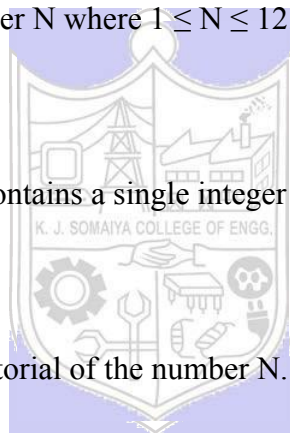 er N where 1 ≤ N ≤ 12
ontains a single integer
K. J. SOMAIYA COLLEGE OF ENGG.
torial of the number N.